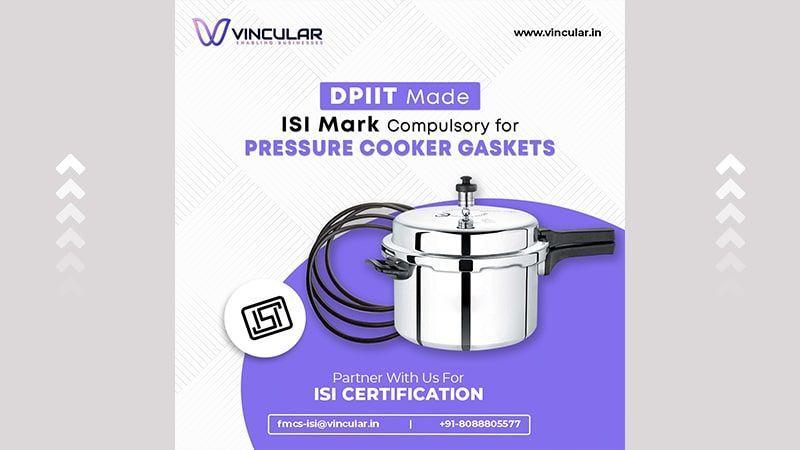 VINCULAR
ENABLING BUSINESSES
www.vincular.in
DPIIT Made
ISI Mark Compulsory for
PRESSURE COOKER GASKETS
ISI
Partner With Us For
ISI CERTIFICATION
fmcs-isi@vincular.in | +91-8088805577